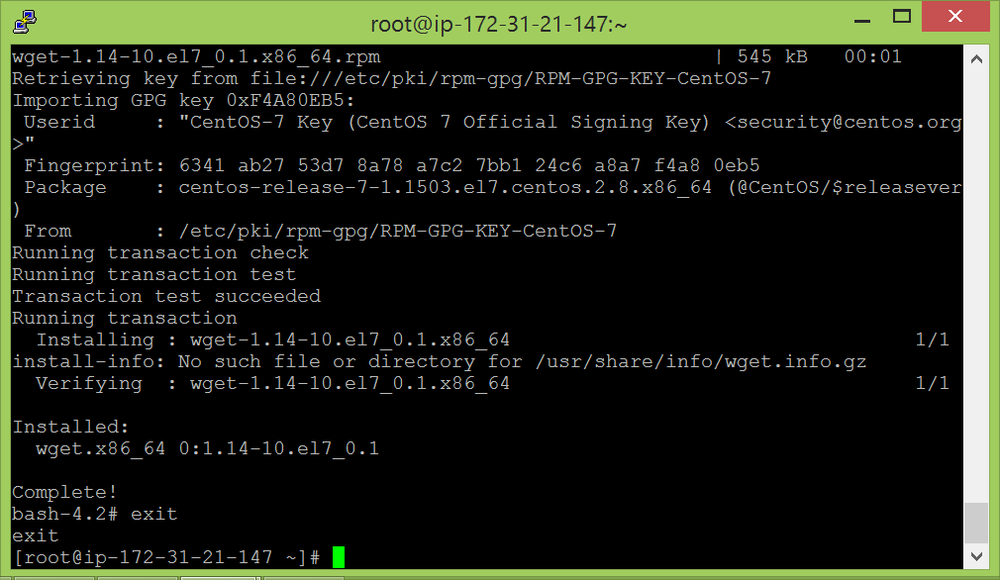 root@ip-172-31-21-147:~
wget-1.14-10.el7_0.1.x86_64.rpm                            | 545 kB   00:01
Retrieving key from file:///etc/pki/rpm-gpg/RPM-GPG-KEY-CentOS-7
Importing GPG key 0xF4A80EB5:
 Userid     : "CentOS-7 Key (CentOS 7 Official Signing Key) <security@centos.org
>"
 Fingerprint: 6341 ab27 53d7 8a78 a7c2 7bb1 24c6 a8a7 f4a8 0eb5
 Package    : centos-release-7-1.1503.el7.centos.2.8.x86_64 (@CentOS/$releasever
)
 From       : /etc/pki/rpm-gpg/RPM-GPG-KEY-CentOS-7
Running transaction check
Running transaction test
Transaction test succeeded
Running transaction
  Installing : wget-1.14-10.el7_0.1.x86_64                                  1/1
install-info: No such file or directory for /usr/share/info/wget.info.gz
  Verifying  : wget-1.14-10.el7_0.1.x86_64                                  1/1

Installed:
  wget.x86_64 0:1.14-10.el7_0.1

Complete!
bash-4.2# exit
exit
[root@ip-172-31-21-147 ~]#